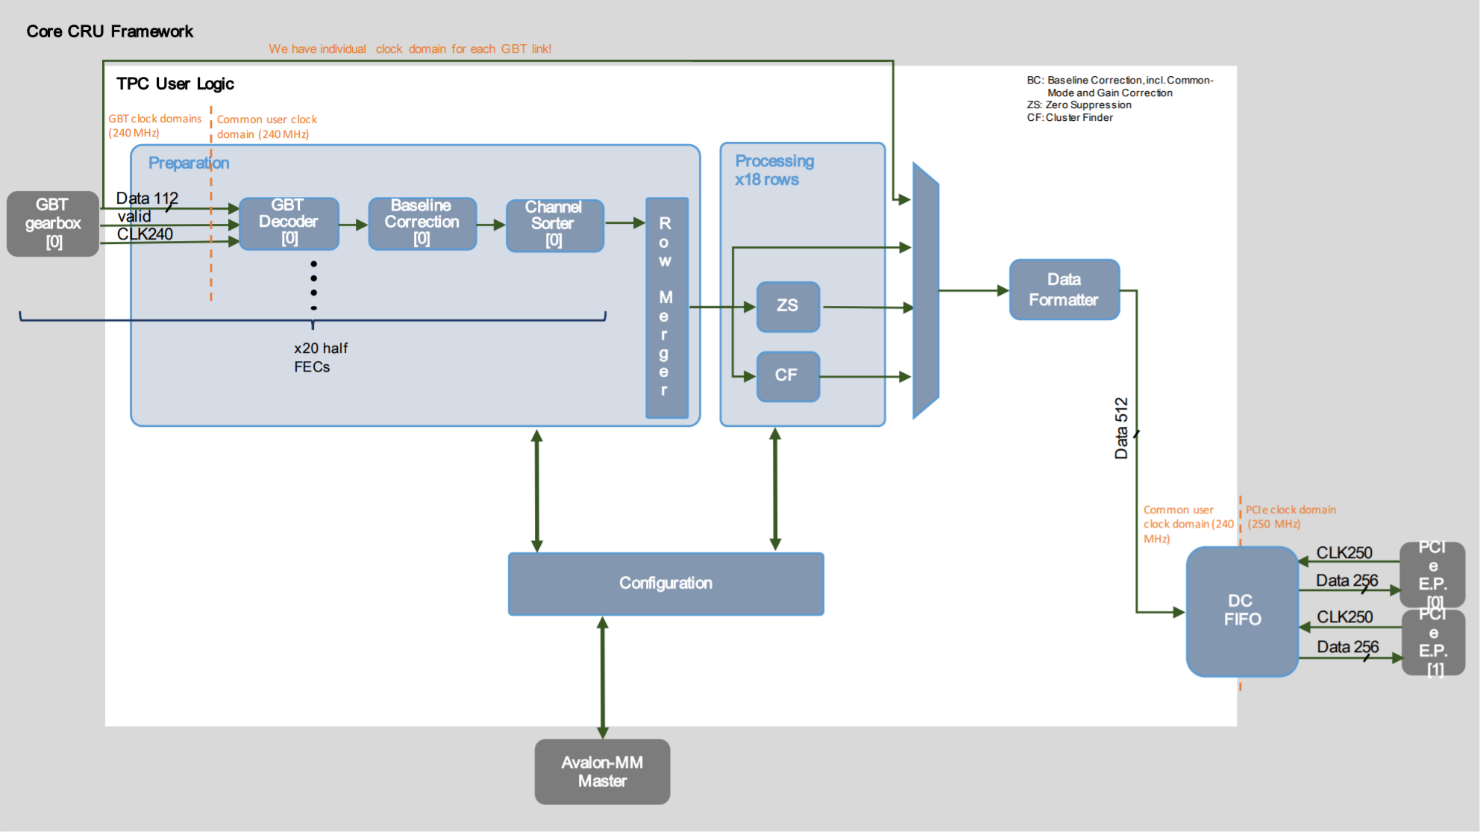 Core CRU Framework
We have individual clock domain for each GBT link!
TPC User Logic
BC: Baseline Correction, incl. Common-
Mode and Gain Correction
ZS: Zero Suppression
CF: Cluster Finder
GBT clock domains
(240 MHz)
Common user clock
domain (240 MHz)
Preparation
Processing
x18 rows
GBT
gearbox
[0]
Data 112
valid
CLK240
GBT
Decoder
[0]
Baseline
Correction
[0]
Channel
Sorter
[0]
R
o
w
M
e
r
g
e
r
ZS
CF
Data
Formatter
x20 half
FECs
Data 512
Configuration
Common user
clock domain (240
MHz)
PCIe clock domain
(250 MHz)
DC
FIFO
CLK250
Data 256
CLK250
Data 256
PCI
e
E.P.
[0]
PCI
e
E.P.
[1]
Avalon-MM
Master